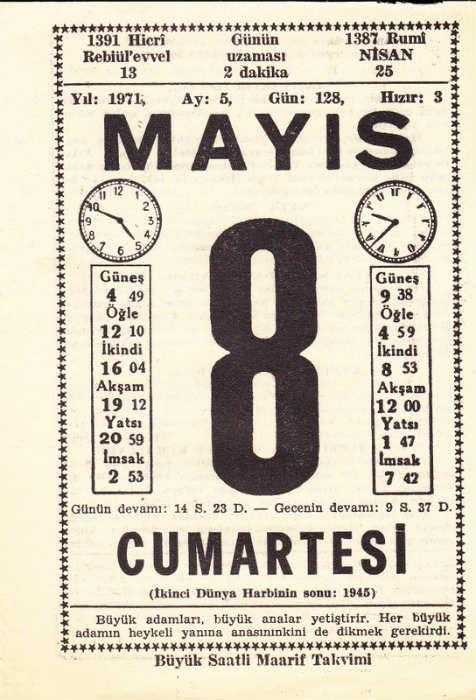 1391 Hicrî Günün 1387 Rumî
Rebiül'evvel uzaması NİSAN
13 2 dakika 25
Yıl: 1971, Ay: 5, Gün: 128, Hızır: 3
MAYIS
8
Güneş
4 49
Öğle
12 10
İkindi
16 04
Akşam
19 12
Yatsı
20 59
İmsak
2 53
Güneş
9 38
Öğle
4 59
İkindi
8 53
Akşam
12 00
Yatsı
1 47
İmsak
7 42
Günün devamı: 14 S. 23 D. — Gecenin devamı: 9 S. 37 D.
CUMARTESİ
(İkinci Dünya Harbinin sonu: 1945)
Büyük adamları, büyük analar yetiştirir. Her büyük
adamın heykeli yanına anasınınkini de dikmek gerekirdi.
Büyük Saatli Maarif Takvimi